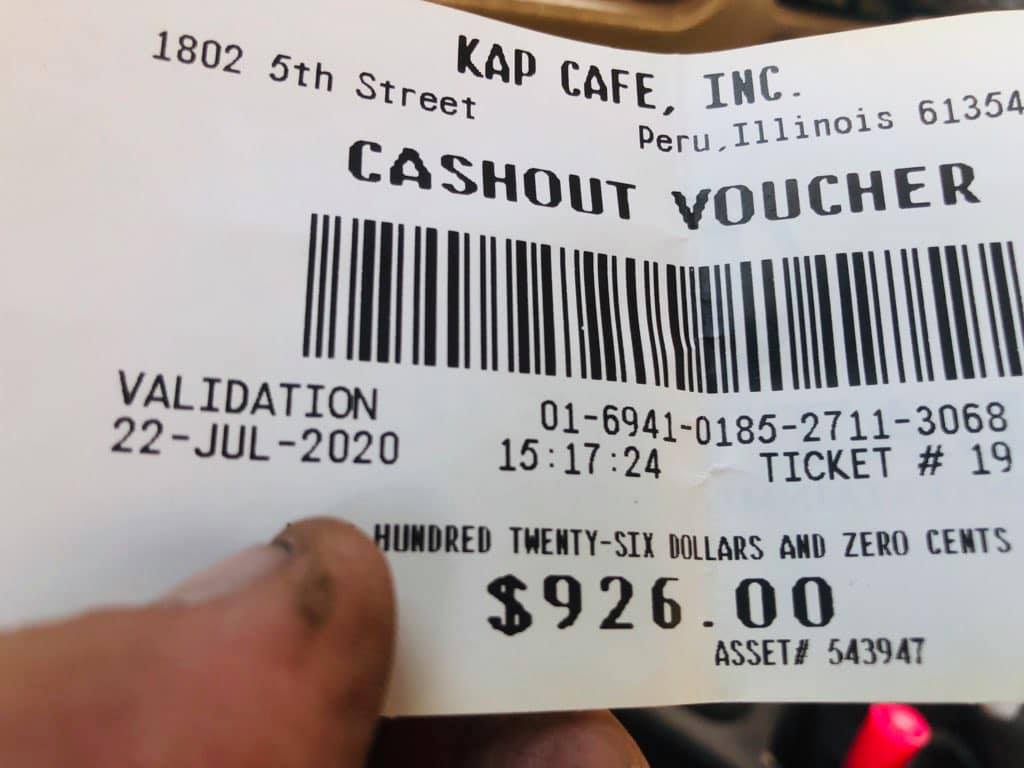 KAP CAFE, INC.
1802 5th Street Peru,Illinois 61354
CASHOUT VOUCHER
VALIDATION 01-6941-0185-2711-3068
22-JUL-2020 15:17:24 TICKET # 19
HUNDRED TWENTY-SIX DOLLARS AND ZERO CENTS
$926.00
ASSET# 543947